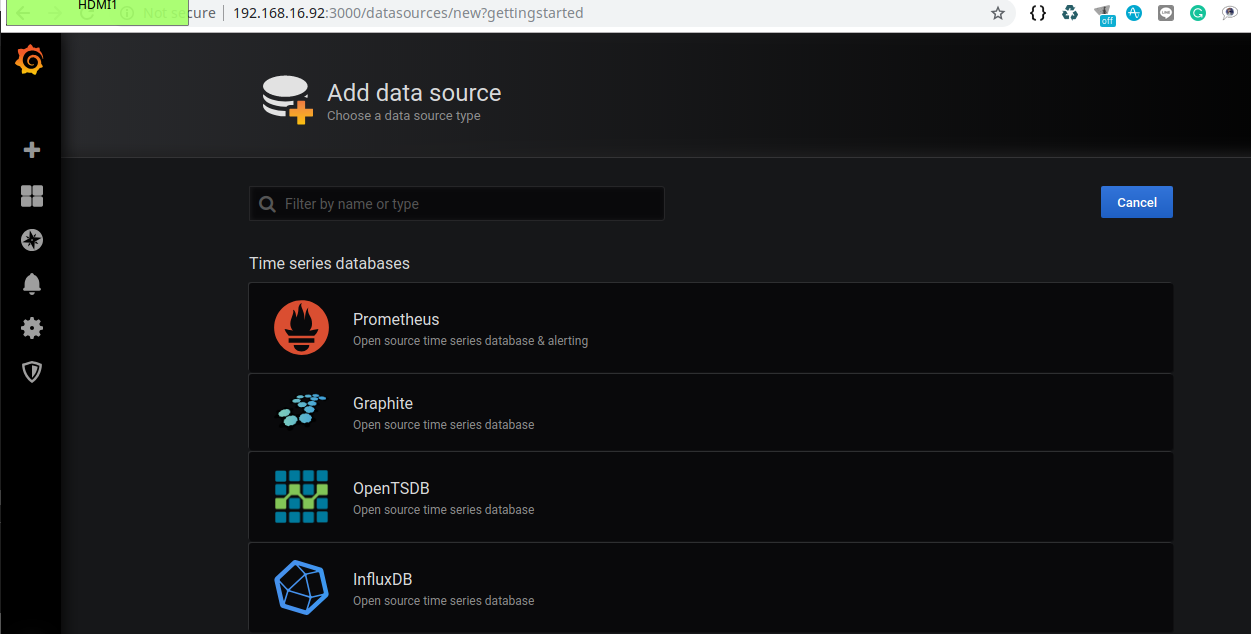 HDMI1
Not secure | 192.168.16.92:3000/datasources/new?gettingstarted
{}
off
Add data source
Choose a data source type
Filter by name or type
Cancel
Time series databases
Prometheus
Open source time series database & alerting
Graphite
Open source time series database
OpenTSDB
Open source time series database
InfluxDB
Open source time series database